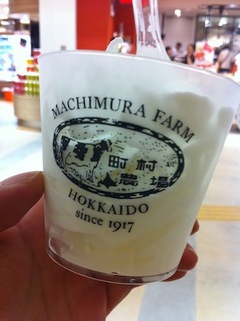 MACHIMURA FARM
町村
農場
HOKKAIDO
since 1917